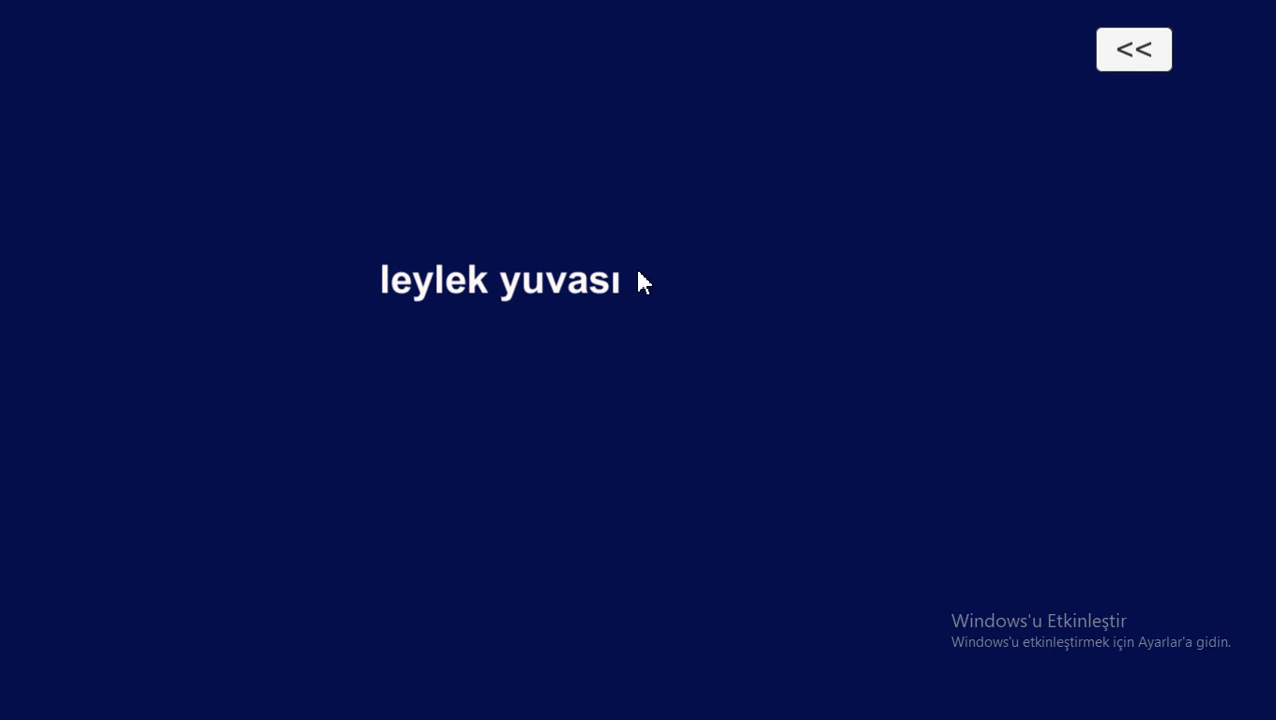 <<
leylek yuvası
Windows'u Etkinleştir
Windows'u etkinleştirmek için Ayarlar'a gidin.